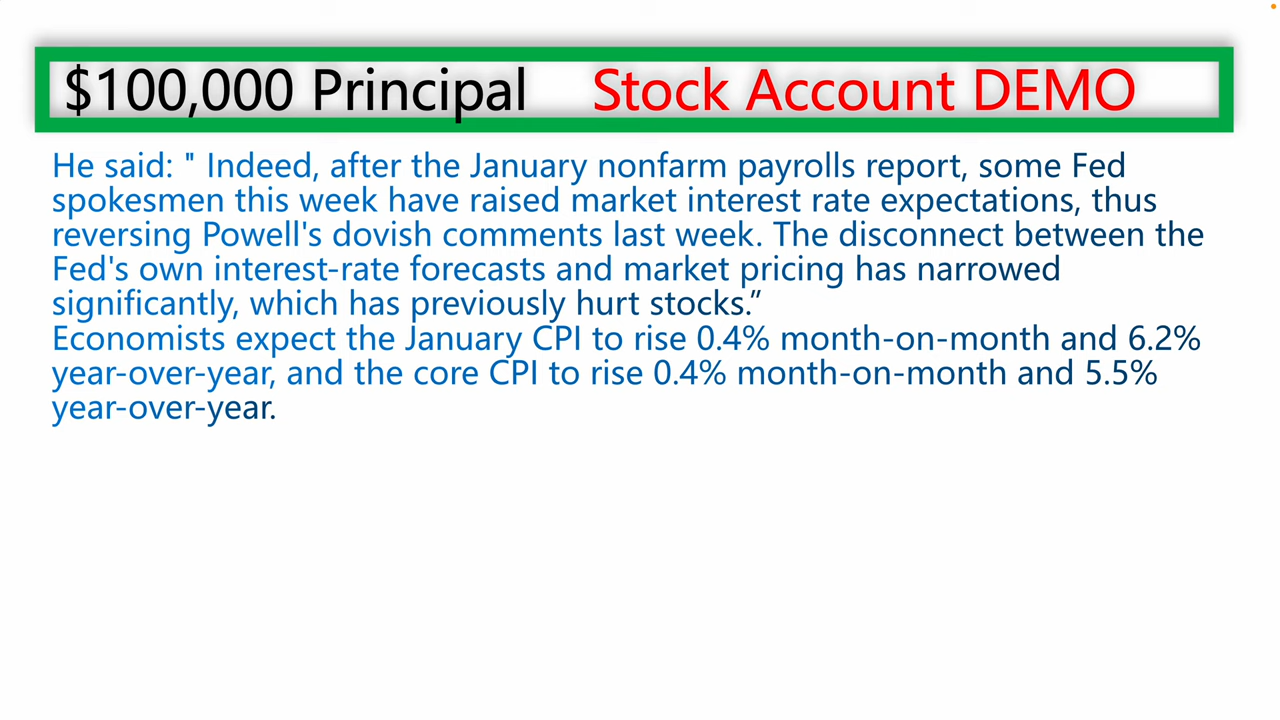 $100,000 Principal Stock Account DEMO
He said: " Indeed, after the January nonfarm payrolls report, some Fed
spokesmen this week have raised market interest rate expectations, thus
reversing Powell's dovish comments last week. The disconnect between the
Fed's own interest-rate forecasts and market pricing has narrowed
significantly, which has previously hurt stocks.”
Economists expect the January CPI to rise 0.4% month-on-month and 6.2%
year-over-year, and the core CPI to rise 0.4% month-on-month and 5.5%
year-over-year.